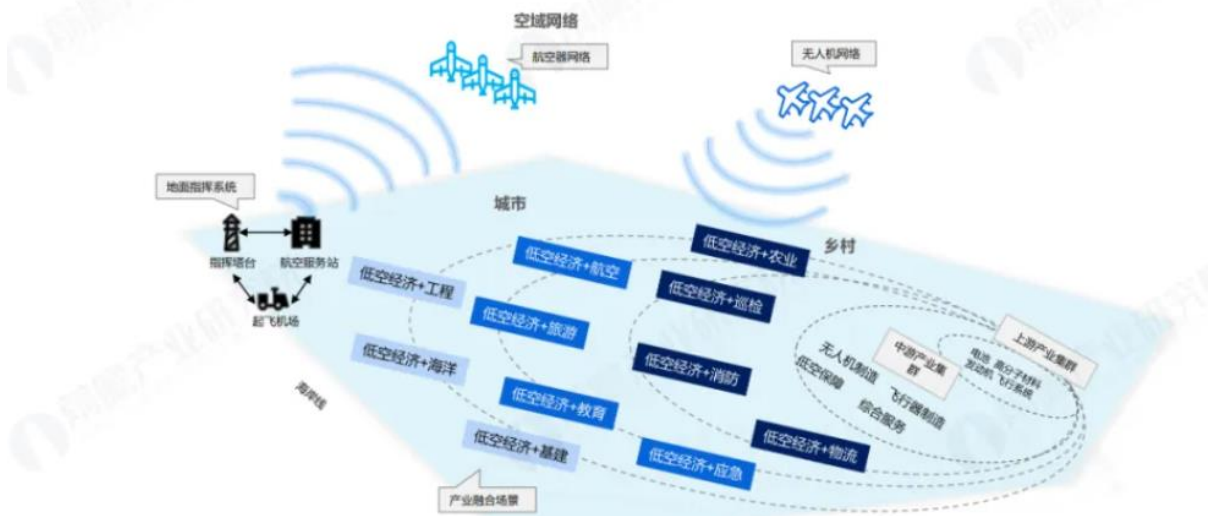 空域网络
航空器网络
无人机网络
地面指挥系统
指挥塔台
航空服务站
起飞机场
城市
乡村
海岸线
低空经济+工程
低空经济+海洋
低空经济+基建
低空经济+航空
低空经济+旅游
低空经济+教育
低空经济+应急
低空经济+农业
低空经济+巡检
低空经济+消防
低空经济+物流
中游产业集
群
无人机制造
低空保障
飞行器制造
综合服务
上游产业集群
电池 高分子材料
发动机 飞行系统
产业融合场景